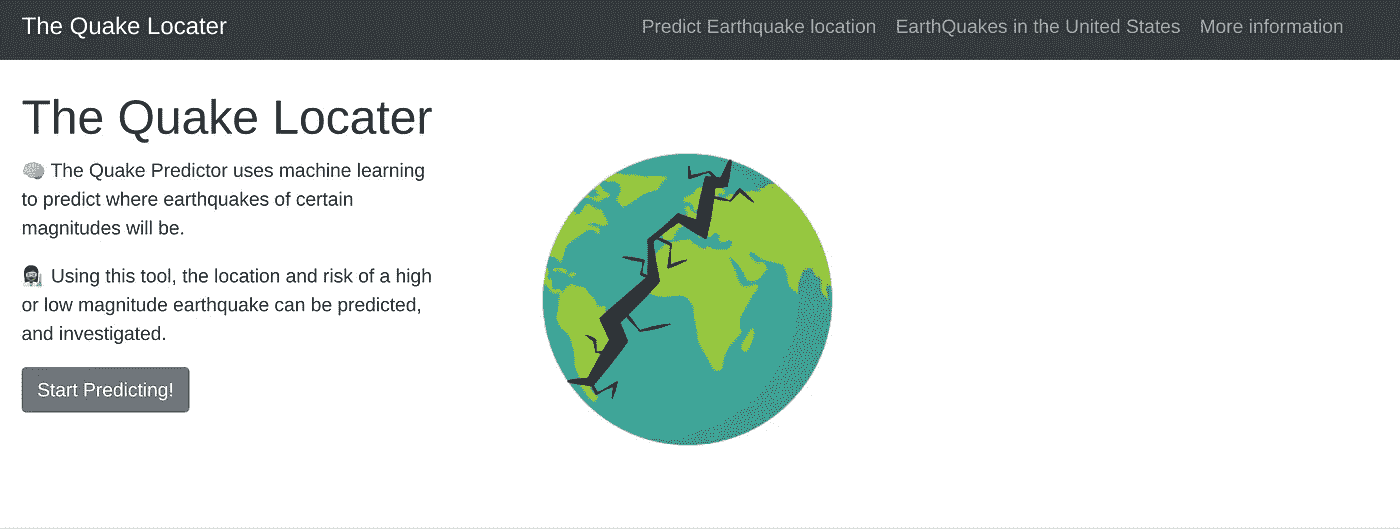 The Quake Locater
Predict Earthquake location
EarthQuakes in the United States
More information
The Quake Locater
🧠 The Quake Predictor uses machine learning
to predict where earthquakes of certain
magnitudes will be.
👩‍🔬 Using this tool, the location and risk of a high
or low magnitude earthquake can be predicted,
and investigated.
Start Predicting!